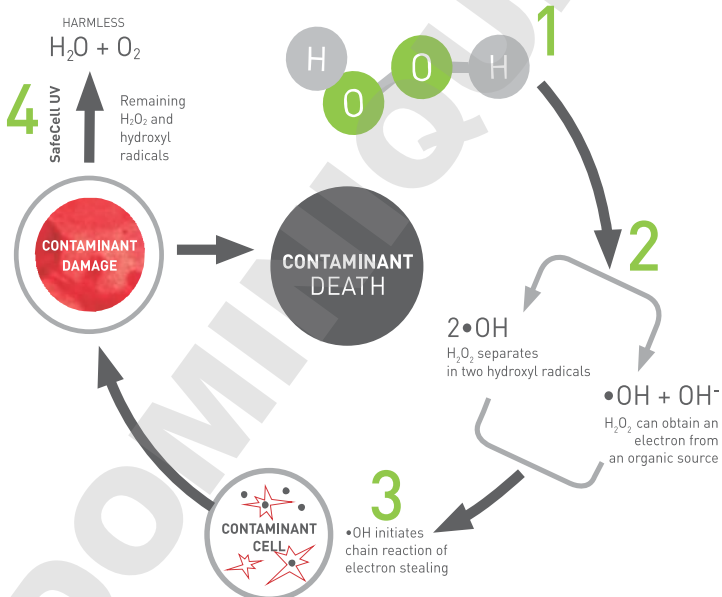 HARMLESS
H₂O + O₂
4
SafeCell UV
Remaining
H₂O₂ and
hydroxyl
radicals
H
O
O
H
1
CONTAMINANT
DAMAGE
CONTAMINANT
DEATH
2
2•OH
H₂O₂ separates
in two hydroxyl radicals
•OH + OH⁻
H₂O₂ can obtain an
electron from
an organic source
3
•OH initiates
chain reaction of
electron stealing
CONTAMINANT
CELL
DOMINIQU